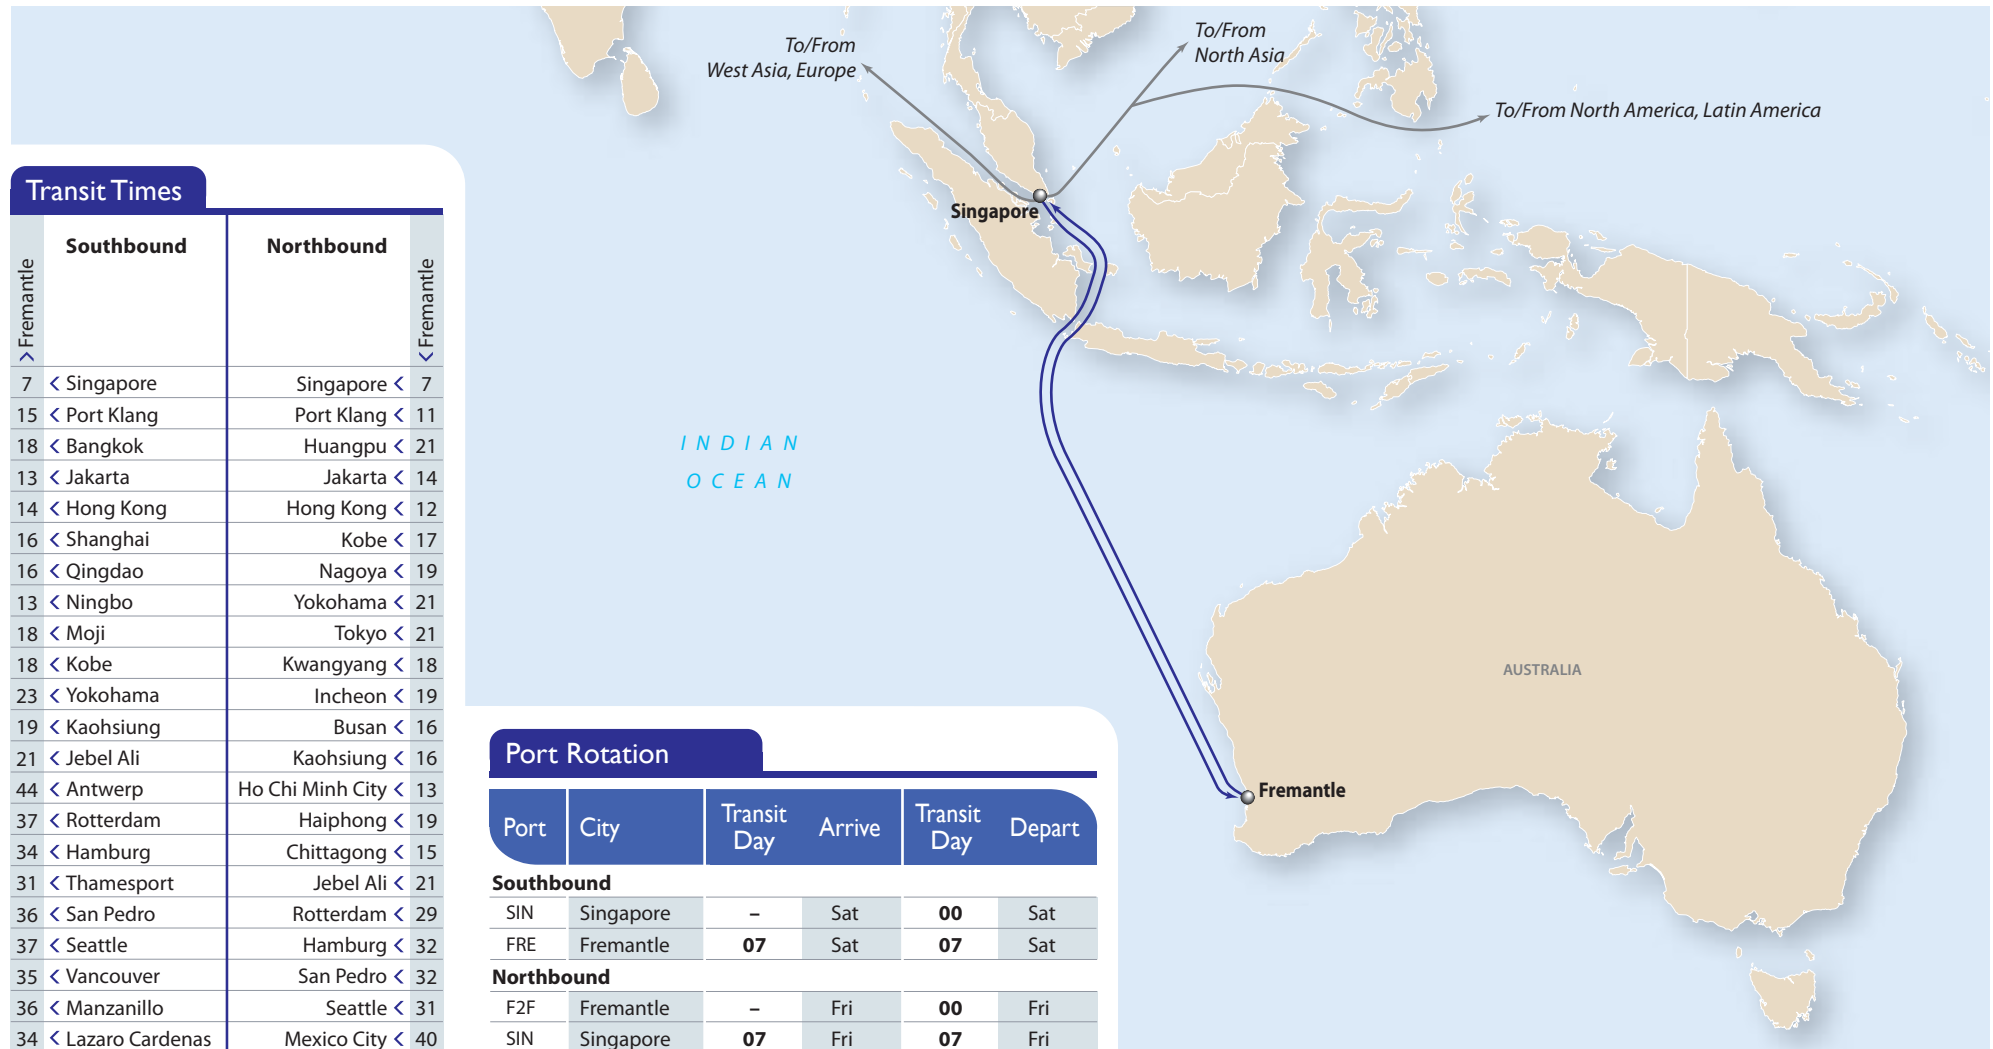 To/From
West Asia, Europe
To/From
North Asia
To/From North America, Latin America
Singapore
INDIAN
OCEAN
AUSTRALIA
Fremantle
Transit Times
> Fremantle
Southbound
Northbound
< Fremantle
7 < Singapore Singapore < 7
15 < Port Klang Port Klang < 11
18 < Bangkok Huangpu < 21
13 < Jakarta Jakarta < 14
14 < Hong Kong Hong Kong < 12
16 < Shanghai Kobe < 17
16 < Qingdao Nagoya < 19
13 < Ningbo Yokohama < 21
18 < Moji Tokyo < 21
18 < Kobe Kwangyang < 18
23 < Yokohama Incheon < 19
19 < Kaohsiung Busan < 16
21 < Jebel Ali Kaohsiung < 16
44 < Antwerp Ho Chi Minh City < 13
37 < Rotterdam Haiphong < 19
34 < Hamburg Chittagong < 15
31 < Thamesport Jebel Ali < 21
36 < San Pedro Rotterdam < 29
37 < Seattle Hamburg < 32
35 < Vancouver San Pedro < 32
36 < Manzanillo Seattle < 31
34 < Lazaro Cardenas Mexico City < 40
Port Rotation
Port City Transit Day Arrive Transit Day Depart
Southbound
SIN Singapore – Sat 00 Sat
FRE Fremantle 07 Sat 07 Sat
Northbound
F2F Fremantle – Fri 00 Fri
SIN Singapore 07 Fri 07 Fri